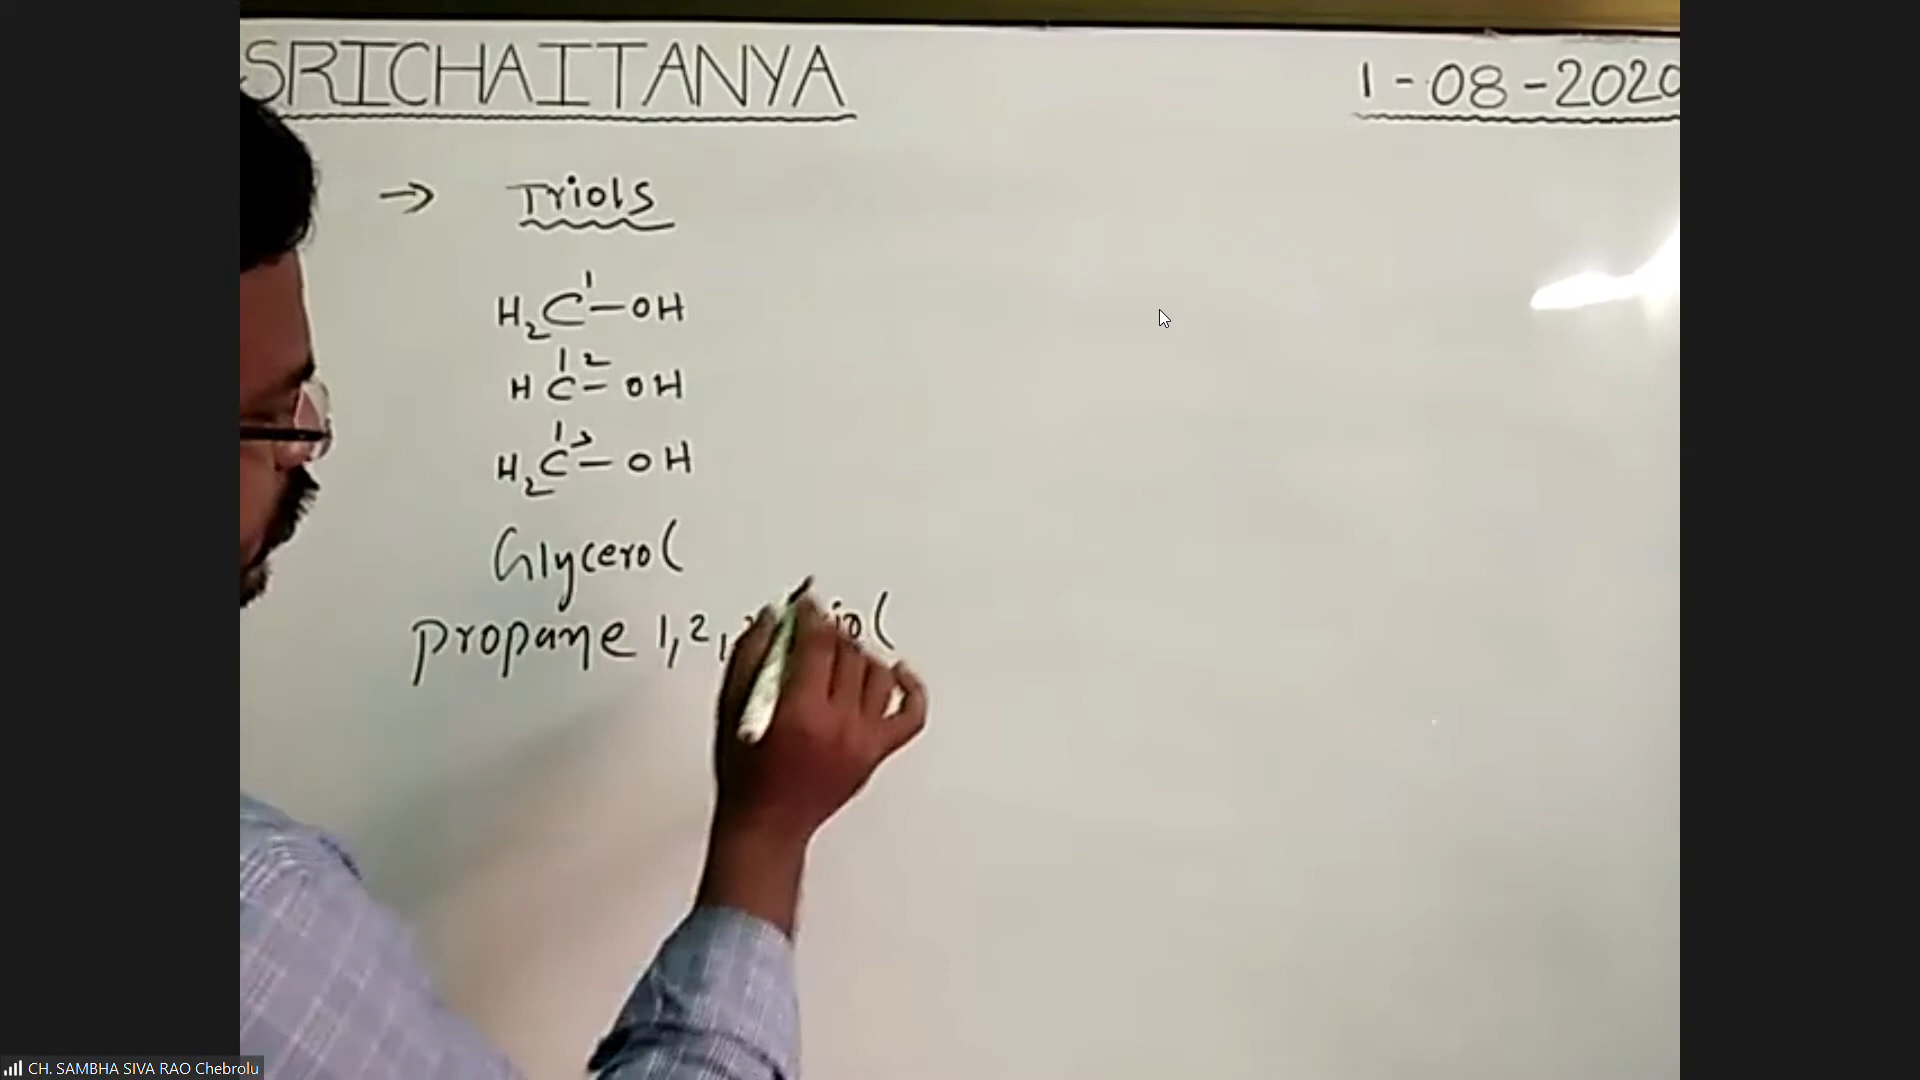 SRICHAITANYA
1-08-2020
→ Triols
H₂C¹—OH
HC²—OH
H₂C³—OH
Glycerol
propane 1,2,
CH. SAMBHA SIVA RAO Chebrolu